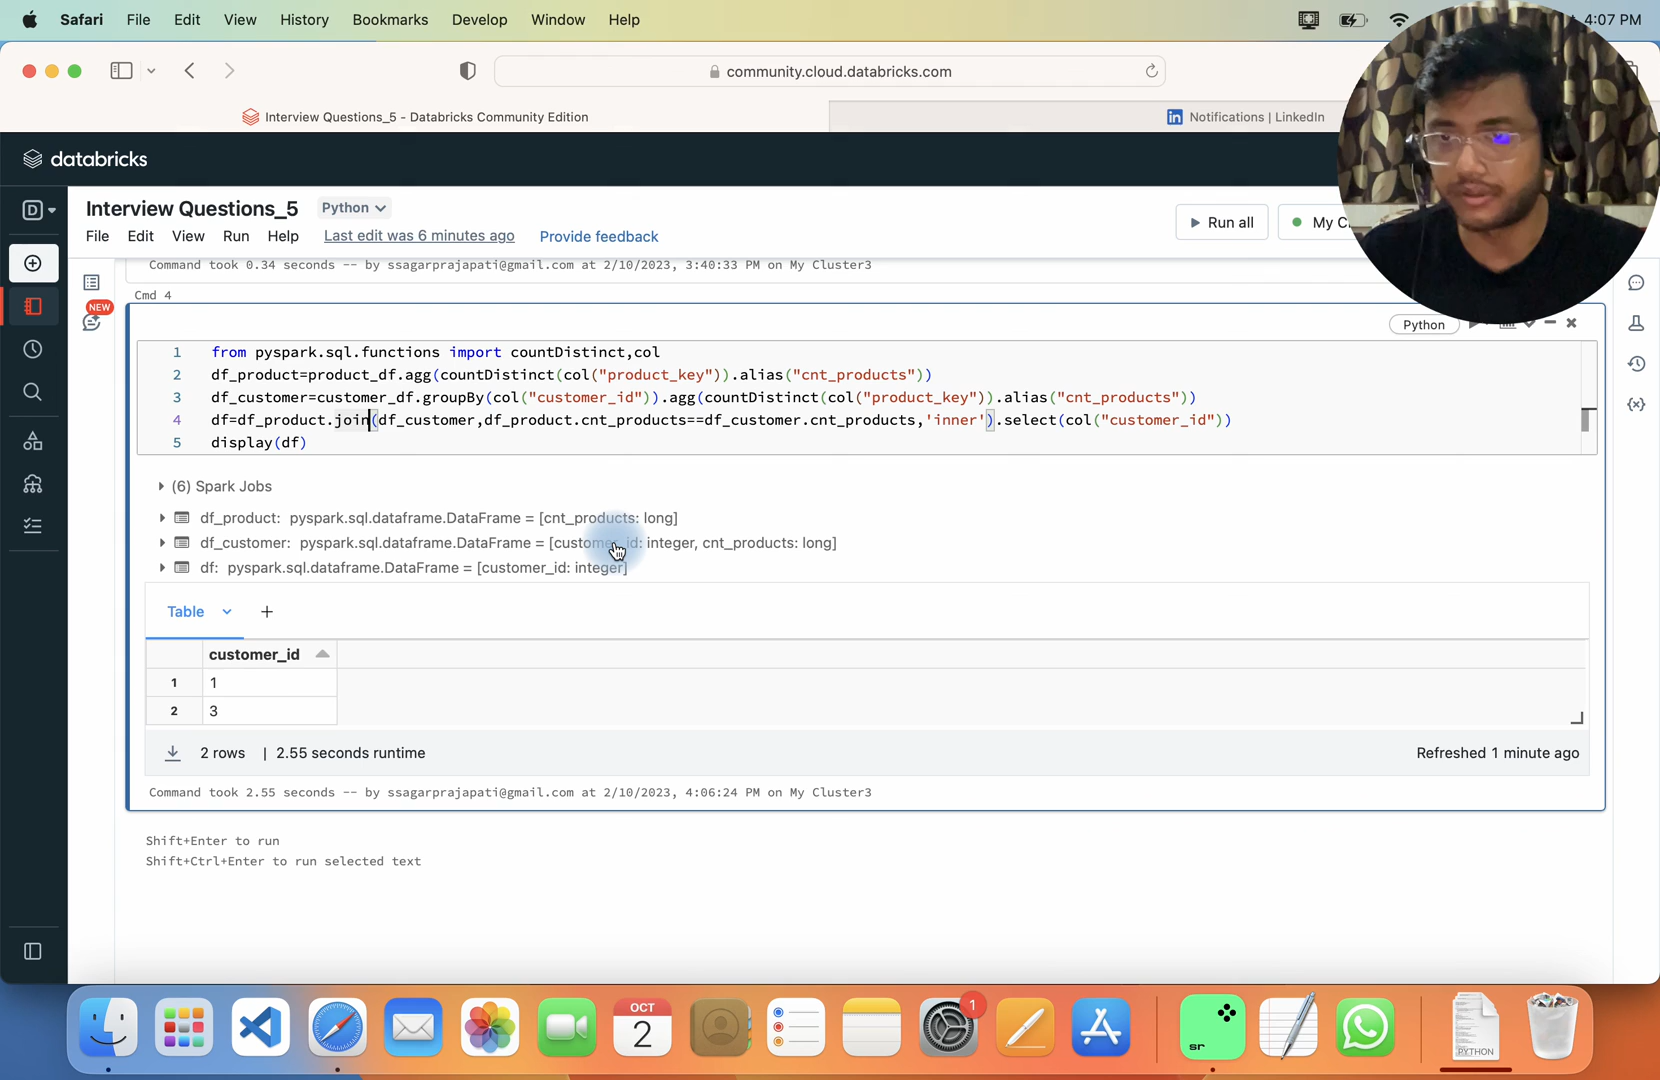 Safari File Edit View History Bookmarks Develop Window Help 4:07 PM
community.cloud.databricks.com
Interview Questions_5 - Databricks Community Edition
Notifications | LinkedIn
databricks
D
Interview Questions_5 Python
File Edit View Run Help Last edit was 6 minutes ago Provide feedback
Run all
My C
NEW
Command took 0.34 seconds -- by ssagarprajapati@gmail.com at 2/10/2023, 3:40:33 PM on My Cluster3
Cmd 4
Python
1 from pyspark.sql.functions import countDistinct,col
2 df_product=product_df.agg(countDistinct(col("product_key")).alias("cnt_products"))
3 df_customer=customer_df.groupBy(col("customer_id")).agg(countDistinct(col("product_key")).alias("cnt_products"))
4 df=df_product.join(df_customer,df_product.cnt_products==df_customer.cnt_products,'inner').select(col("customer_id"))
5 display(df)
(6) Spark Jobs
df_product: pyspark.sql.dataframe.DataFrame = [cnt_products: long]
df_customer: pyspark.sql.dataframe.DataFrame = [customer_id: integer, cnt_products: long]
df: pyspark.sql.dataframe.DataFrame = [customer_id: integer]
Table +
customer_id
1 1
2 3
2 rows | 2.55 seconds runtime
Refreshed 1 minute ago
Command took 2.55 seconds -- by ssagarprajapati@gmail.com at 2/10/2023, 4:06:24 PM on My Cluster3
Shift+Enter to run
Shift+Ctrl+Enter to run selected text
OCT
2
1
sr
PYTHON